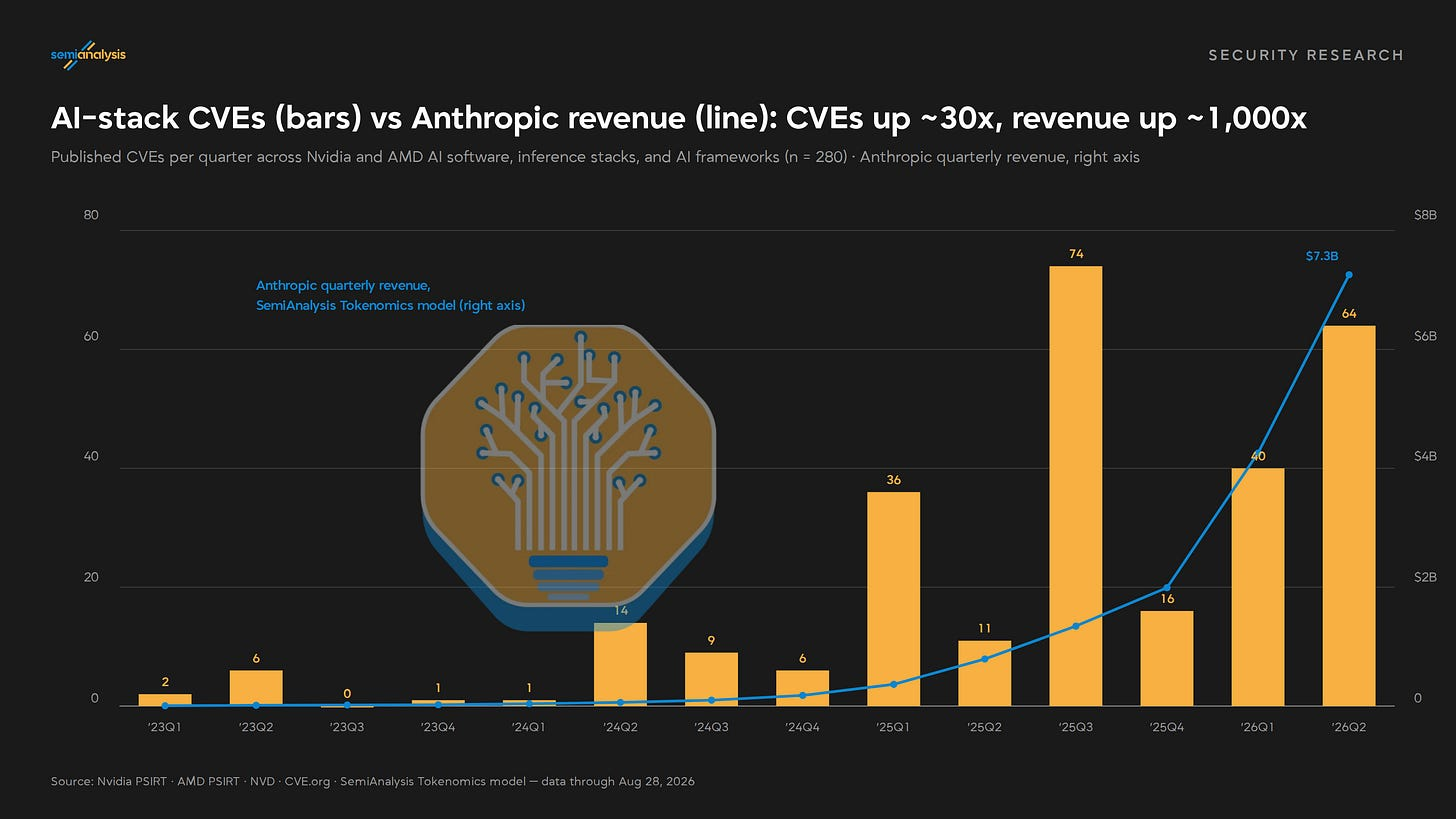 semianalysis
SECURITY RESEARCH
AI-stack CVEs (bars) vs Anthropic revenue (line): CVEs up ~30x, revenue up ~1,000x
Published CVEs per quarter across Nvidia and AMD AI software, inference stacks, and AI frameworks (n = 280) · Anthropic quarterly revenue, right axis
80
$8B
74
$7.3B
Anthropic quarterly revenue,
SemiAnalysis Tokenomics model (right axis)
64
60
$6B
40
40
$4B
36
20
$2B
16
14
11
9
6
6
2
1
1
0
0
0
'23Q1 '23Q2 '23Q3 '23Q4 '24Q1 '24Q2 '24Q3 '24Q4 '25Q1 '25Q2 '25Q3 '25Q4 '26Q1 '26Q2
Source: Nvidia PSIRT · AMD PSIRT · NVD · CVE.org · SemiAnalysis Tokenomics model — data through Aug 28, 2026